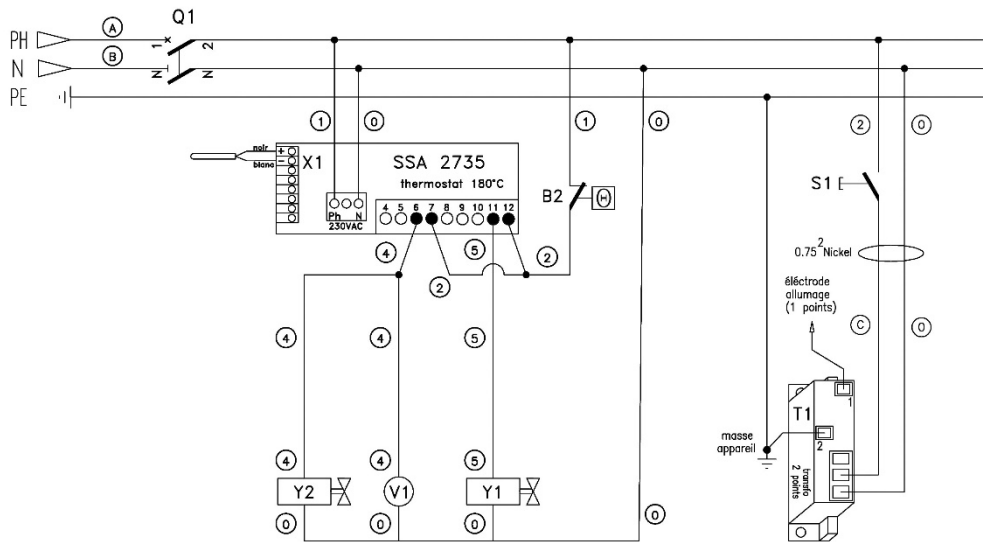 Q1
PH
A
1
2
N
B
N
N
PE
1
0
1
0
2
0
noir
+
X1
SSA 2735
blanc
-
thermostat 180°C
B2
S1
Ph N
4 5 6 7 8 9 10 11 12
230VAC
4
5
2
2
0.75² Nickel
éléctrode
allumage
(1 points)
C
0
4
4
5
1
T1
masse
appareil
2
transfo
2 points
4
4
5
Y2
V1
Y1
0
0
0
0